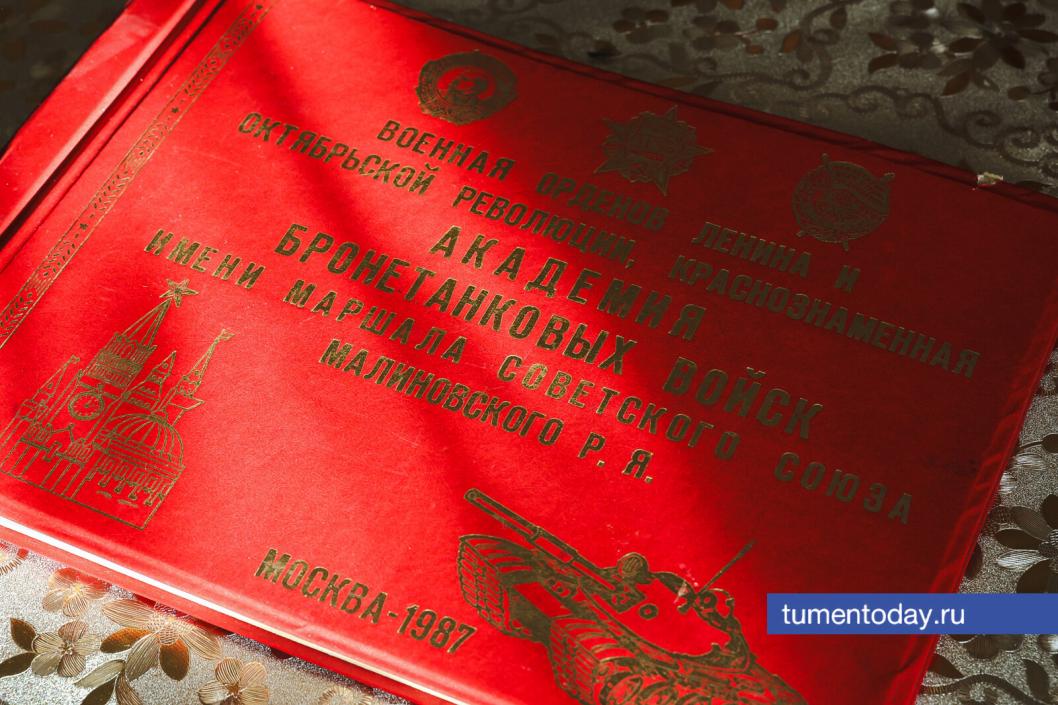 ВОЕННАЯ ОРДЕНОВ ЛЕНИНА И
ОКТЯБРЬСКОЙ РЕВОЛЮЦИИ, КРАСНОЗНАМЕННАЯ
АКАДЕМИЯ
БРОНЕТАНКОВЫХ ВОЙСК
ИМЕНИ МАРШАЛА СОВЕТСКОГО СОЮЗА
МАЛИНОВСКОГО Р. Я.
МОСКВА-1987
tumentoday.ru